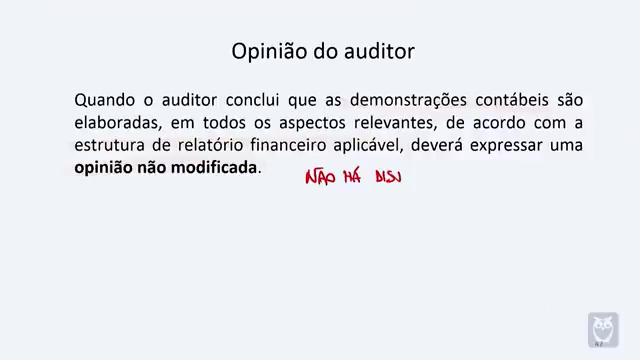 Opinião do auditor
Quando o auditor conclui que as demonstrações contábeis são
elaboradas, em todos os aspectos relevantes, de acordo com a
estrutura de relatório financeiro aplicável, deverá expressar uma
opinião não modificada.
NÃO HÁ DIS